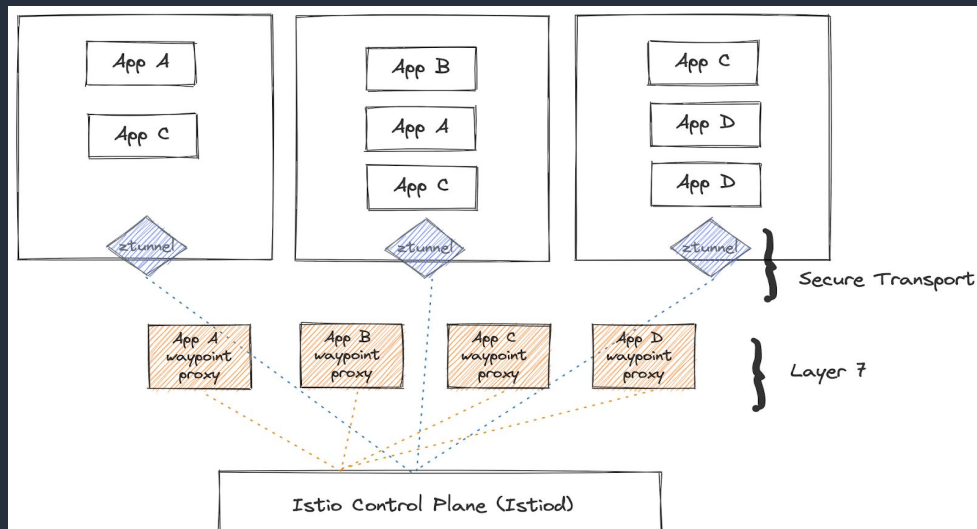 App A
App C
App B
App A
App C
App C
App D
App D
ztunnel
ztunnel
ztunnel
Secure Transport
App A
waypoint
proxy
App B
waypoint
proxy
App C
waypoint
proxy
App D
waypoint
proxy
Layer 7
Istio Control Plane (Istiod)